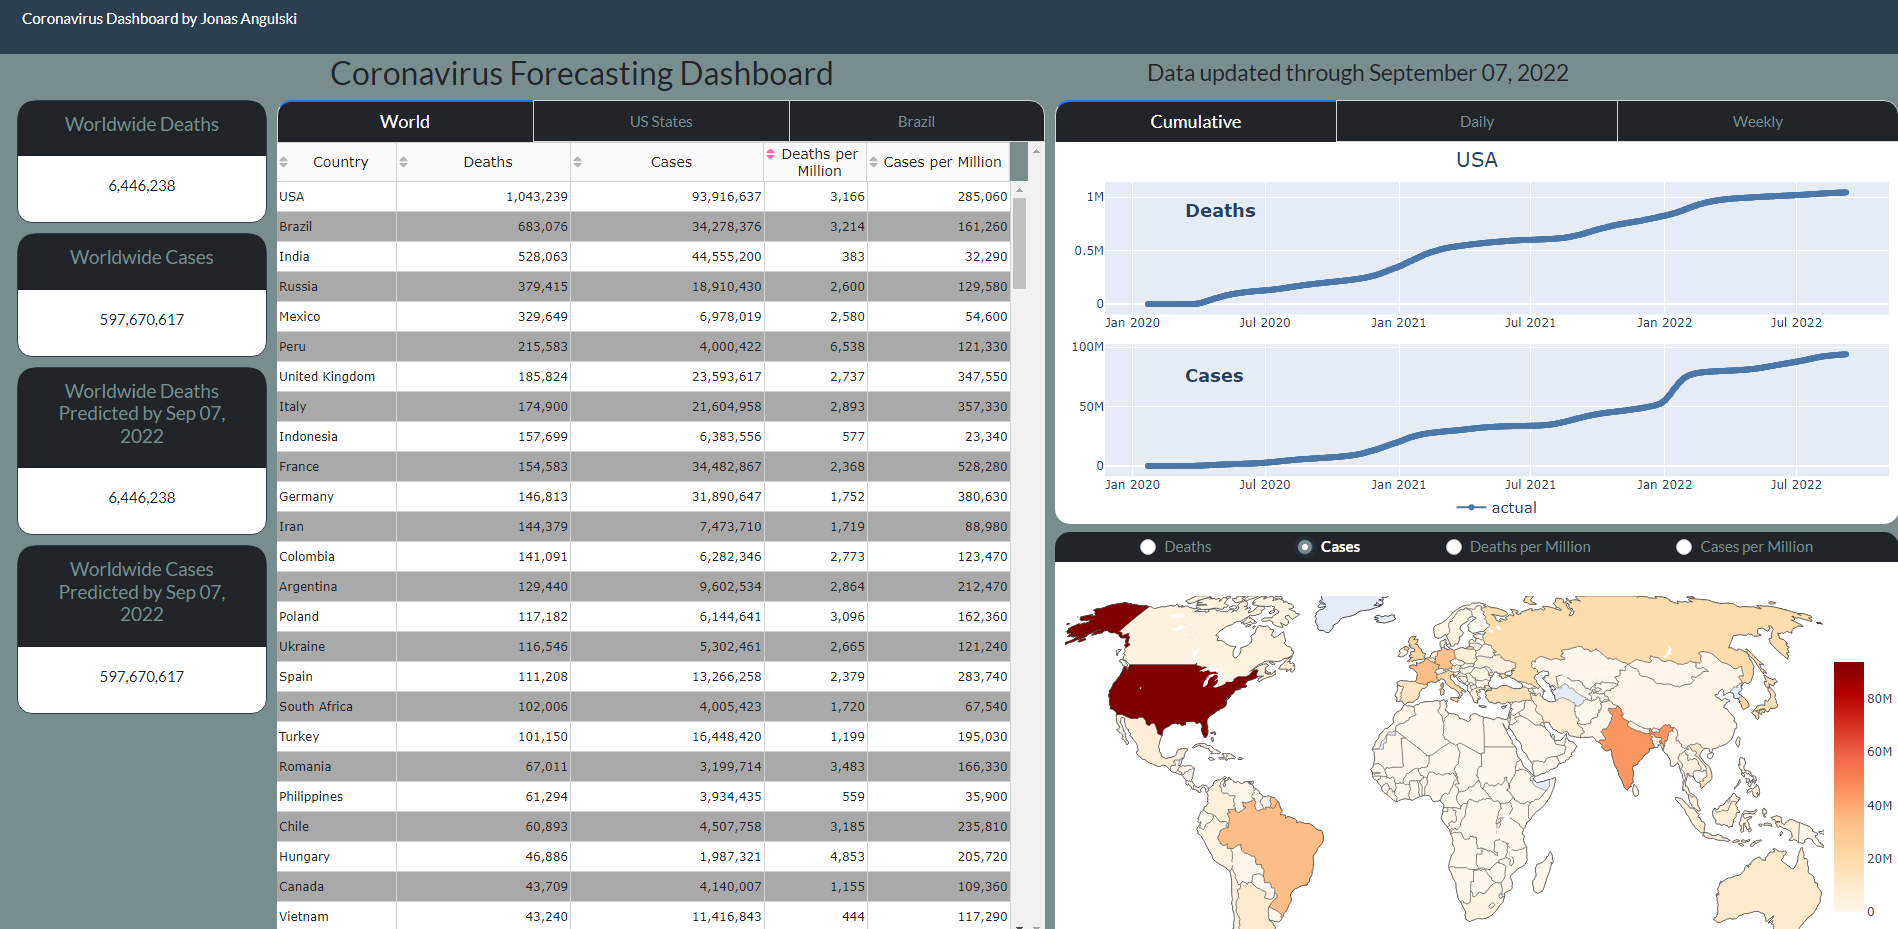 Coronavirus Dashboard by Jonas Angulski
Coronavirus Forecasting Dashboard
Data updated through September 07, 2022
Worldwide Deaths
6,446,238
Worldwide Cases
597,670,617
Worldwide Deaths
Predicted by Sep 07,
2022
6,446,238
Worldwide Cases
Predicted by Sep 07,
2022
597,670,617
World US States Brazil
Country Deaths Cases Deaths per Million Cases per Million
USA 1,043,239 93,916,637 3,166 285,060
Brazil 683,076 34,278,376 3,214 161,260
India 528,063 44,555,200 383 32,290
Russia 379,415 18,910,430 2,600 129,580
Mexico 329,649 6,978,019 2,580 54,600
Peru 215,583 4,000,422 6,538 121,330
United Kingdom 185,824 23,593,617 2,737 347,550
Italy 174,900 21,604,958 2,893 357,330
Indonesia 157,699 6,383,556 577 23,340
France 154,583 34,482,867 2,368 528,280
Germany 146,813 31,890,647 1,752 380,630
Iran 144,379 7,473,710 1,719 88,980
Colombia 141,091 6,282,346 2,773 123,470
Argentina 129,440 9,602,534 2,864 212,470
Poland 117,182 6,144,641 3,096 162,360
Ukraine 116,546 5,302,461 2,665 121,240
Spain 111,208 13,266,258 2,379 283,740
South Africa 102,006 4,005,423 1,720 67,540
Turkey 101,150 16,448,420 1,199 195,030
Romania 67,011 3,199,714 3,483 166,330
Philippines 61,294 3,934,435 559 35,900
Chile 60,893 4,507,758 3,185 235,810
Hungary 46,886 1,987,321 4,853 205,720
Canada 43,709 4,140,007 1,155 109,360
Vietnam 43,240 11,416,843 444 117,290
Cumulative Daily Weekly
USA
1M
Deaths
0.5M
0
Jan 2020 Jul 2020 Jan 2021 Jul 2021 Jan 2022 Jul 2022
100M
Cases
50M
0
Jan 2020 Jul 2020 Jan 2021 Jul 2021 Jan 2022 Jul 2022
actual
Deaths Cases Deaths per Million Cases per Million
80M
60M
40M
20M
0